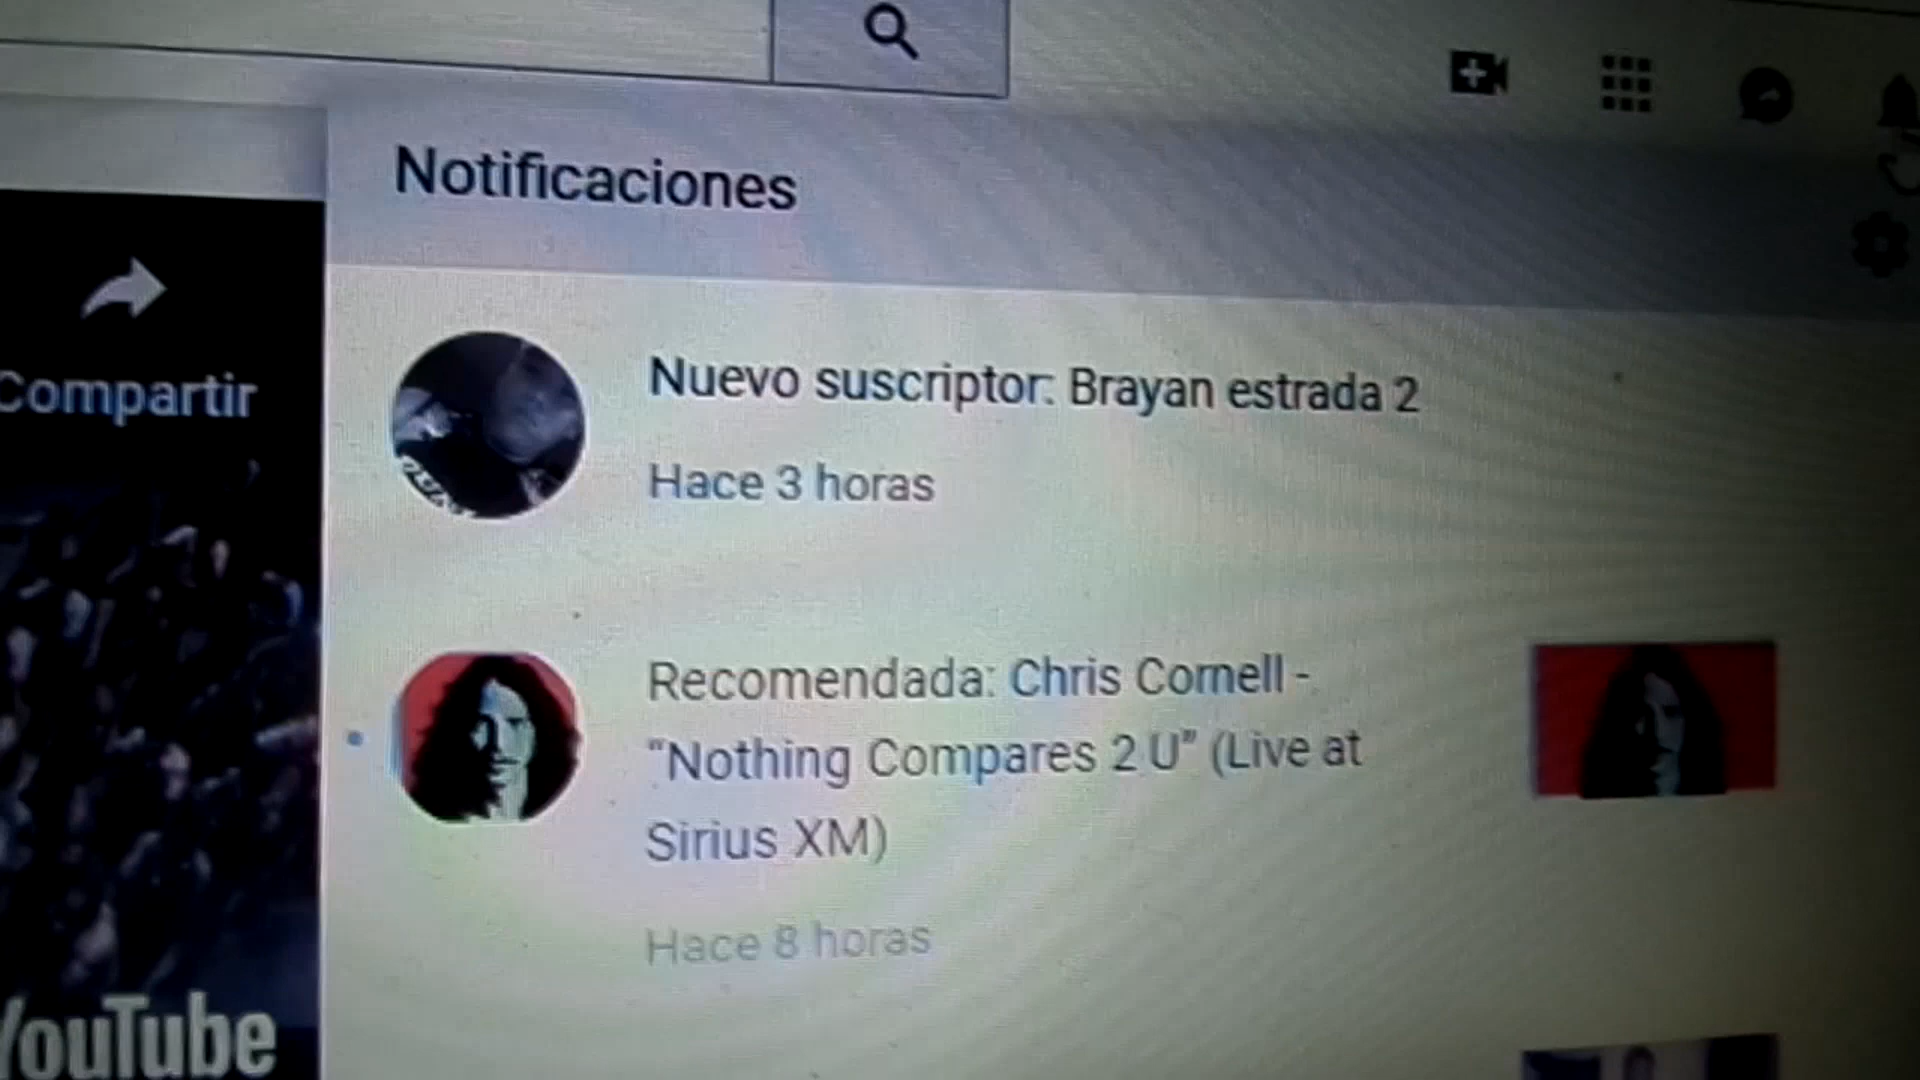 Notificaciones
Compartir
Nuevo suscriptor: Brayan estrada 2
Hace 3 horas
Recomendada: Chris Cornell -
“Nothing Compares 2 U” (Live at
Sirius XM)
Hace 8 horas
YouTube